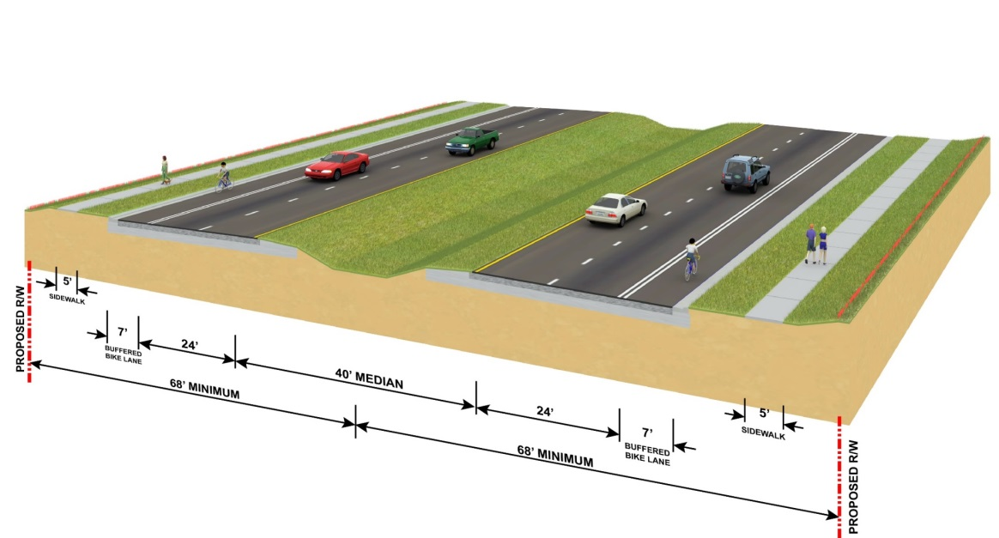 PROPOSED R/W
5'
SIDEWALK
7'
BUFFERED
BIKE LANE
24'
40' MEDIAN
68' MINIMUM
24'
7'
BUFFERED
BIKE LANE
5'
SIDEWALK
68' MINIMUM
PROPOSED R/W